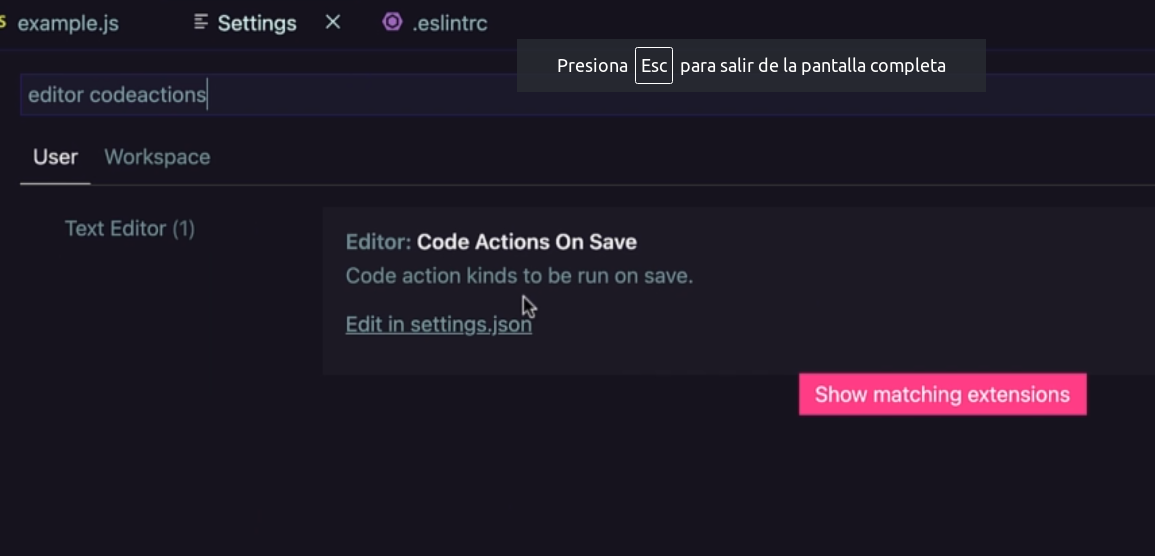 example.js
Settings
.eslintrc
Presiona Esc para salir de la pantalla completa
editor codeactions
User
Workspace
Text Editor (1)
Editor: Code Actions On Save
Code action kinds to be run on save.
Edit in settings.json
Show matching extensions